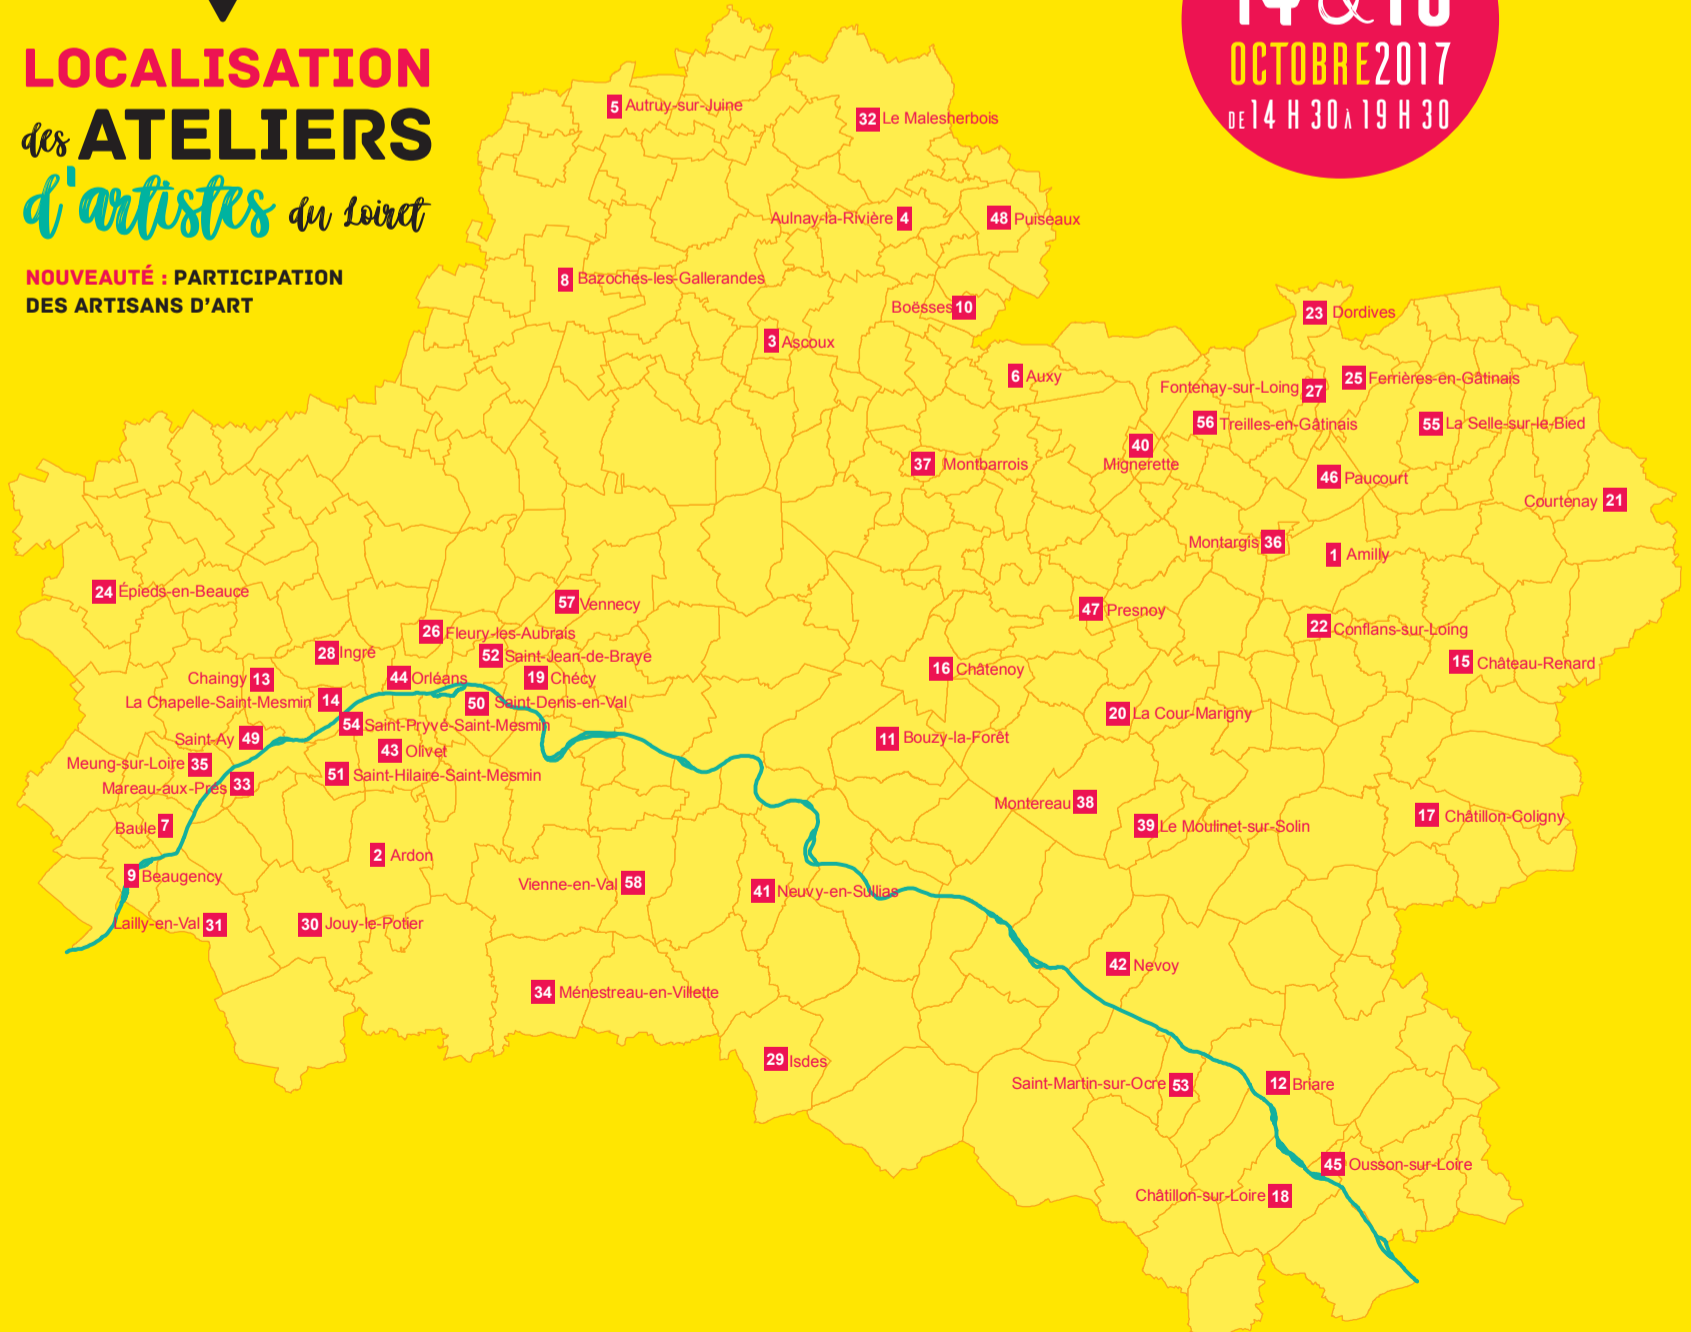 LOCALISATION
des ATELIERS
d'artistes du Loiret
NOUVEAUTÉ : PARTICIPATION
DES ARTISANS D'ART
OCTOBRE 2017
DE 14 H 30 À 19 H 30
5 Autruy-sur-Juine
32 Le Malesherbois
Aulnay-la-Rivière 4
48 Puiseaux
8 Bazoches-les-Gallerandes
Boësses 10
23 Dordives
3 Ascoux
6 Auxy
Fontenay-sur-Loing 27
25 Ferrières-en-Gâtinais
56 Treilles-en-Gâtinais
55 La Selle-sur-le-Bied
40
Mignerette
37 Montbarrois
46 Paucourt
Courtenay 21
Montargis 36
1 Amilly
24 Épieds-en-Beauce
57 Vennecy
47 Presnoy
22 Conflans-sur-Loing
26 Fleury-les-Aubrais
28 Ingré
52 Saint-Jean-de-Braye
15 Château-Renard
16 Châtenoy
Chaingy 13
44 Orléans
19 Chécy
La Chapelle-Saint-Mesmin 14
50 Saint-Denis-en-Val
20 La Cour-Marigny
54 Saint-Pryvé-Saint-Mesmin
Saint-Ay 49
11 Bouzy-la-Forêt
43 Olivet
Meung-sur-Loire 35
51 Saint-Hilaire-Saint-Mesmin
Mareau-aux-Prés 33
Montereau 38
17 Châtillon-Coligny
Baule 7
39 Le Moulinet-sur-Solin
2 Ardon
9 Beaugency
Vienne-en-Val 58
41 Neuvy-en-Sullias
Lailly-en-Val 31
30 Jouy-le-Potier
42 Nevoy
34 Ménestreau-en-Villette
29 Isdes
Saint-Martin-sur-Ocre 53
12 Briare
45 Ousson-sur-Loire
Châtillon-sur-Loire 18